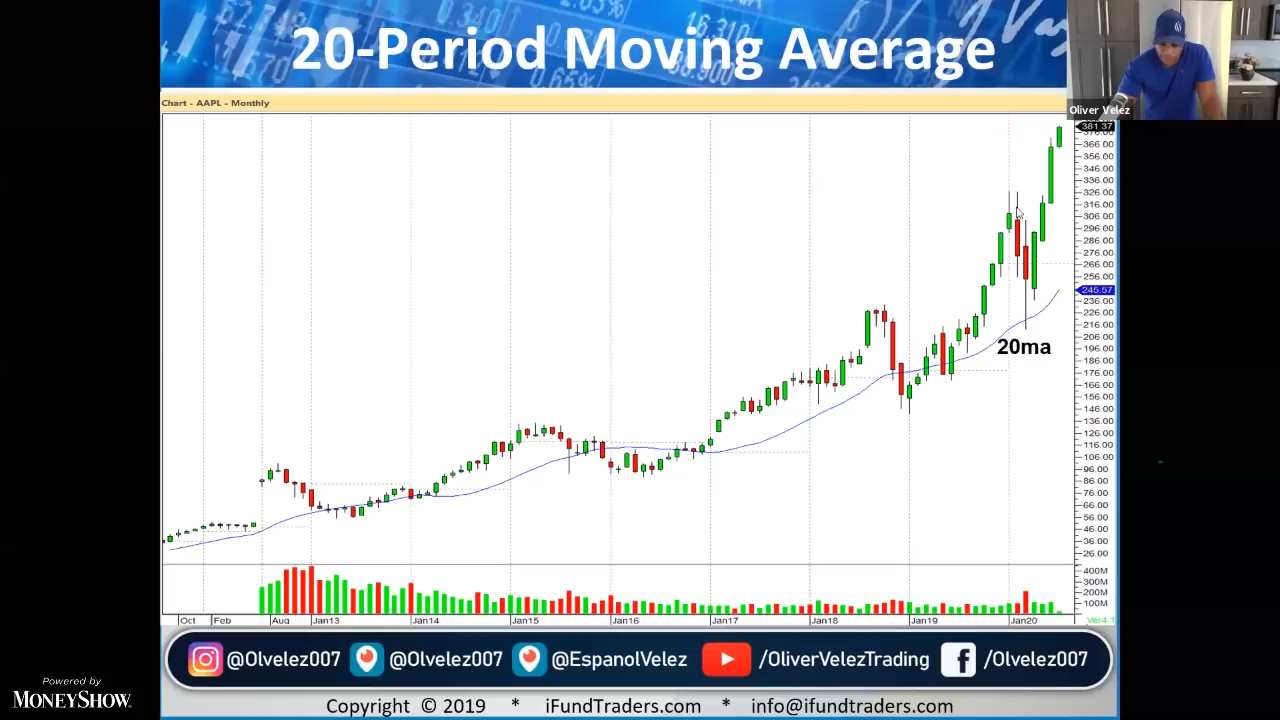 20-Period Moving Average
Oliver Velez
Chart - AAPL - Monthly
381.37
376.00
366.00
356.00
346.00
336.00
326.00
316.00
306.00
296.00
286.00
276.00
266.00
256.00
245.57
236.00
226.00
216.00
206.00
196.00
186.00
176.00
166.00
156.00
146.00
136.00
126.00
116.00
106.00
96.00
86.00
76.00
66.00
56.00
46.00
36.00
26.00
20ma
400M
300M
200M
100M
Oct Feb Aug Jan13 Jan14 Jan15 Jan16 Jan17 Jan18 Jan19 Jan20
@Olvelez007 @Olvelez007 @EspanolVelez /OliverVelezTrading /Olvelez007
Copyright © 2019 * iFundTraders.com * info@ifundtraders.com
Powered by
MONEYSHOW